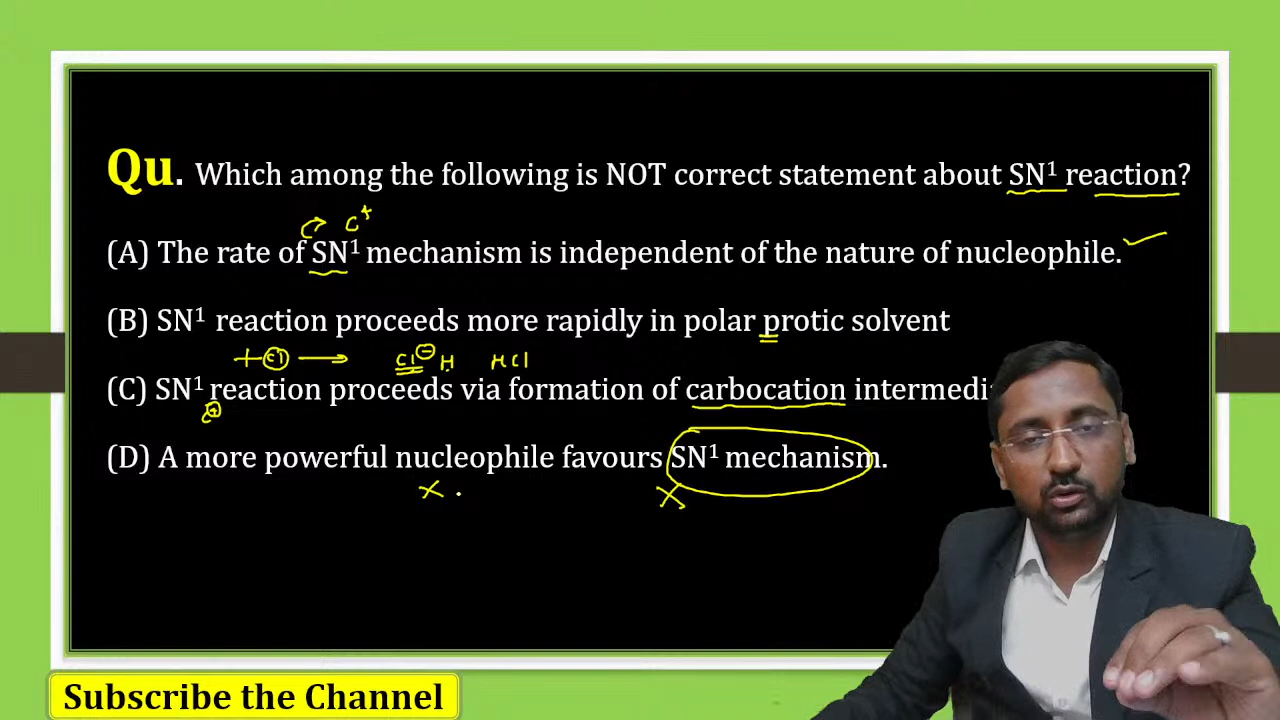 Qu. Which among the following is NOT correct statement about SN¹ reaction?
C⁺
(A) The rate of SN¹ mechanism is independent of the nature of nucleophile.
(B) SN¹ reaction proceeds more rapidly in polar protic solvent
Cl → Cl⊖ H HCl
(C) SN¹ reaction proceeds via formation of carbocation
C⊕
(D) A more powerful nucleophile favours SN¹ mechanism.
× ×
Subscribe the Channel